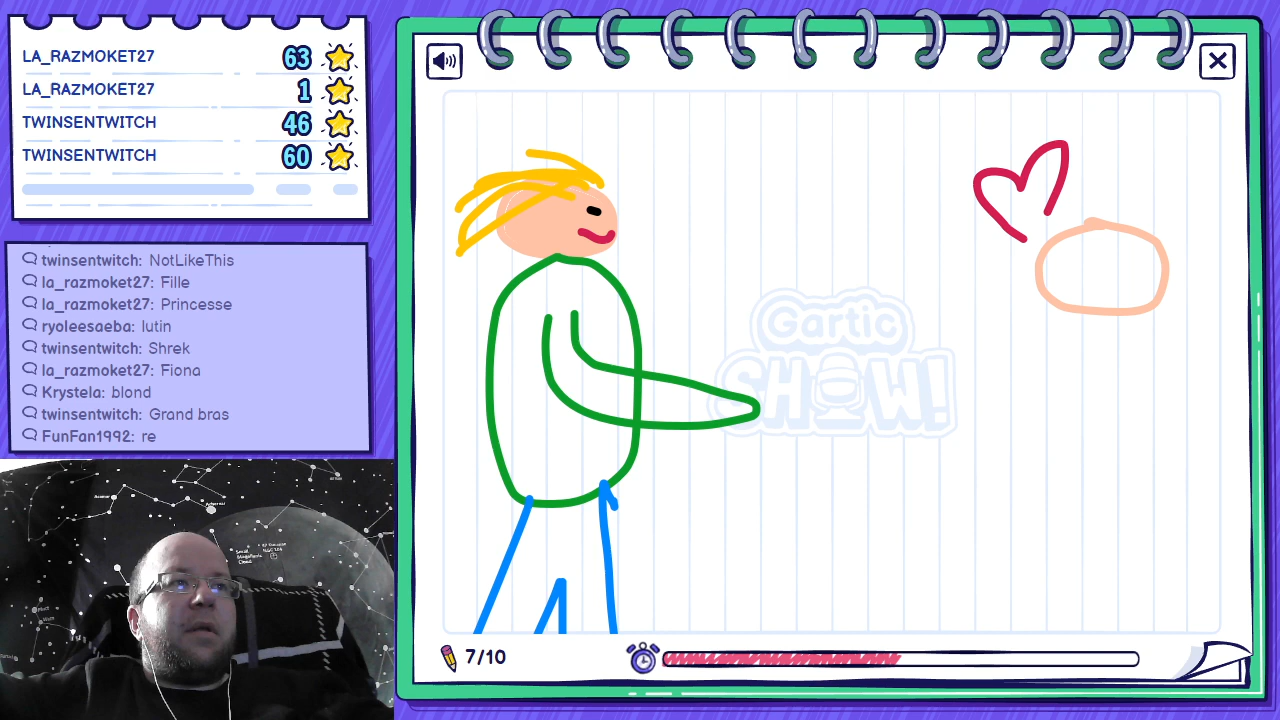 LA_RAZMOKET27 63
LA_RAZMOKET27 1
TWINSENTWITCH 46
TWINSENTWITCH 60
twinsentwitch: NotLikeThis
la_razmoket27: Fille
la_razmoket27: Princesse
ryoleesaeba: lutin
twinsentwitch: Shrek
la_razmoket27: Fiona
Krystela: blond
twinsentwitch: Grand bras
FunFan1992: re
Gartic
SHOW!
7/10